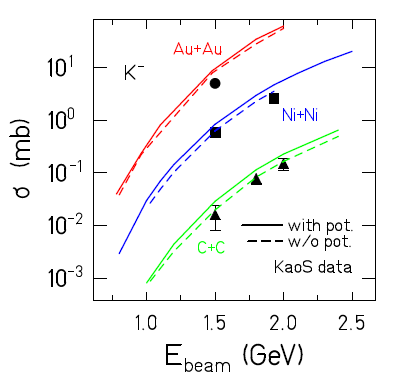 Au+Au
K⁻
10¹
10⁰
10⁻¹
10⁻²
10⁻³
σ (mb)
Ni+Ni
C+C
with pot.
w/o pot.
KaoS data
1.0 1.5 2.0 2.5
E_beam (GeV)